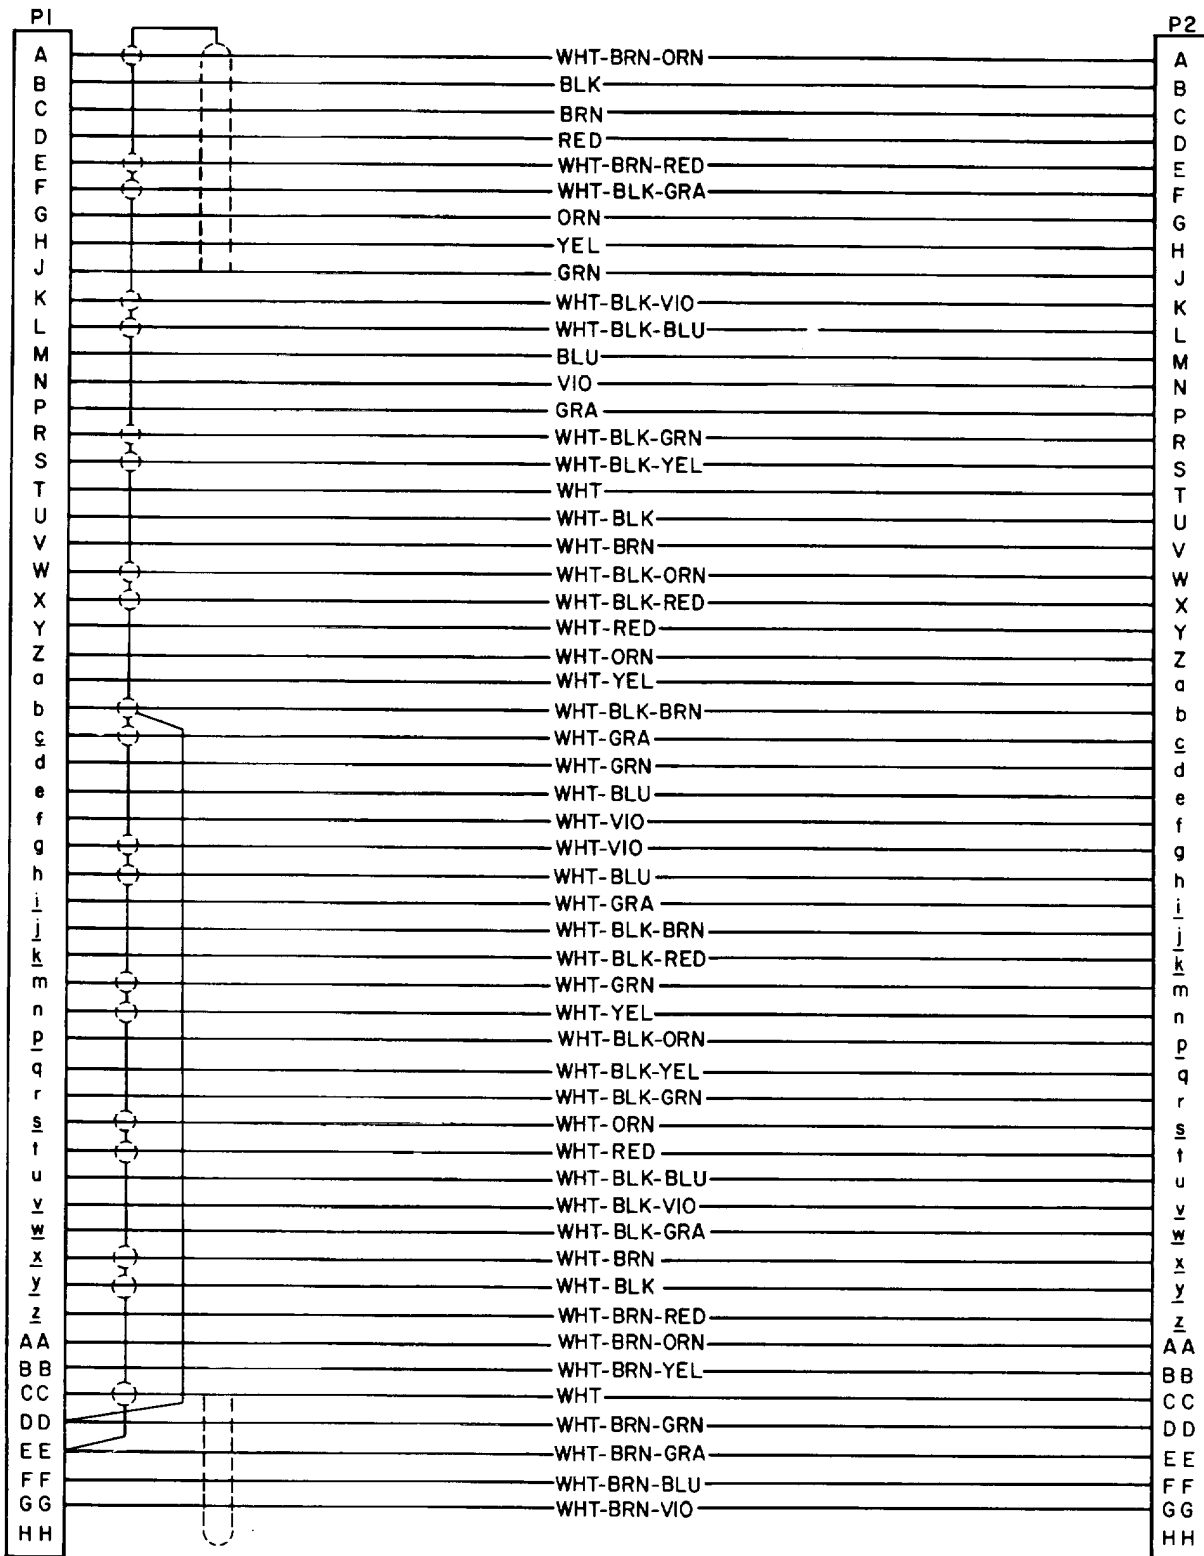 P1 P2
A WHT-BRN-ORN A
B BLK B
C BRN C
D RED D
E WHT-BRN-RED E
F WHT-BLK-GRA F
G ORN G
H YEL H
J GRN J
K WHT-BLK-VIO K
L WHT-BLK-BLU L
M BLU M
N VIO N
P GRA P
R WHT-BLK-GRN R
S WHT-BLK-YEL S
T WHT T
U WHT-BLK U
V WHT-BRN V
W WHT-BLK-ORN W
X WHT-BLK-RED X
Y WHT-RED Y
Z WHT-ORN Z
a WHT-YEL a
b WHT-BLK-BRN b
c WHT-GRA c
d WHT-GRN d
e WHT-BLU e
f WHT-VIO f
g WHT-VIO g
h WHT-BLU h
i WHT-GRA i
j WHT-BLK-BRN j
k WHT-BLK-RED k
m WHT-GRN m
n WHT-YEL n
p WHT-BLK-ORN p
q WHT-BLK-YEL q
r WHT-BLK-GRN r
s WHT-ORN s
t WHT-RED t
u WHT-BLK-BLU u
v WHT-BLK-VIO v
w WHT-BLK-GRA w
x WHT-BRN x
y WHT-BLK y
z WHT-BRN-RED z
AA WHT-BRN-ORN AA
BB WHT-BRN-YEL BB
CC WHT CC
DD WHT-BRN-GRN DD
EE WHT-BRN-GRA EE
FF WHT-BRN-BLU FF
GG WHT-BRN-VIO GG
HH HH